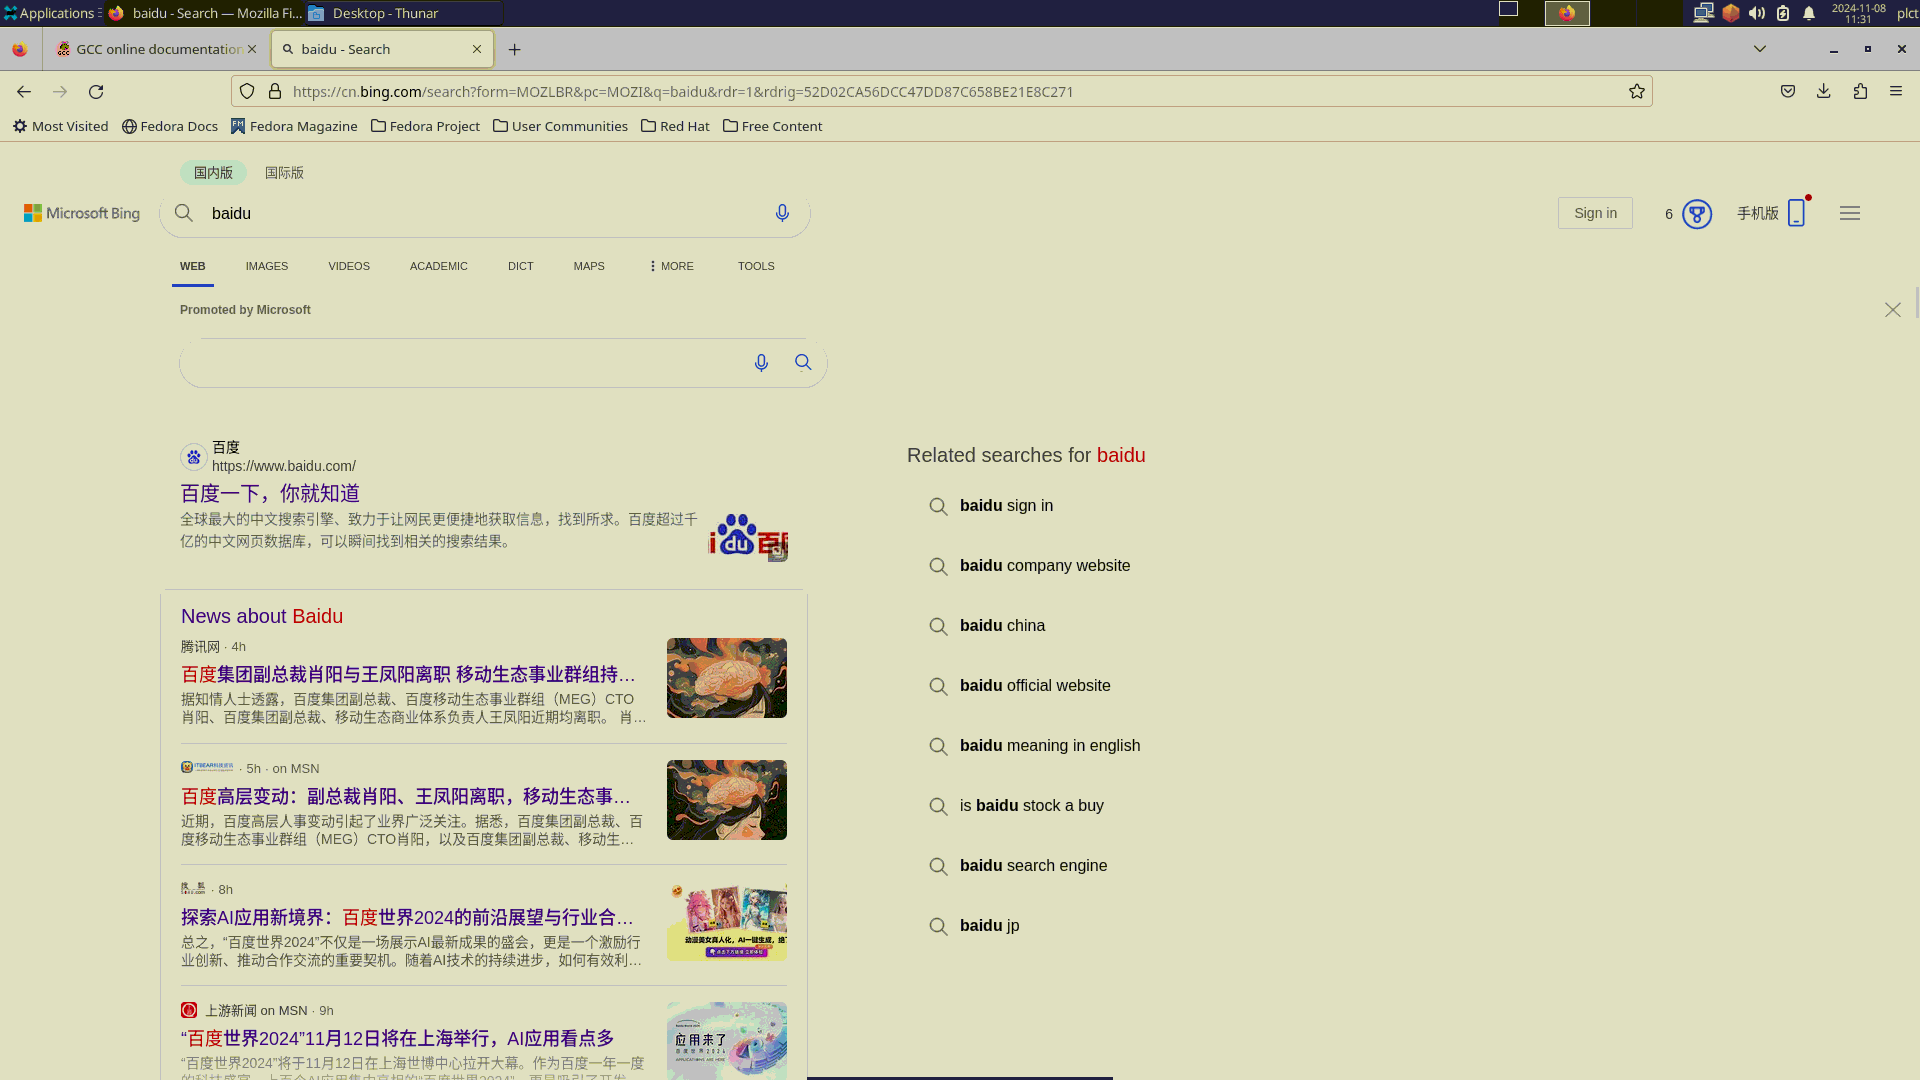 Applications
baidu - Search — Mozilla Fi...
Desktop - Thunar
2024-11-08
11:31
plct
GCC online documentation
baidu - Search
https://cn.bing.com/search?form=MOZLBR&pc=MOZI&q=baidu&rdr=1&rdrig=52D02CA56DCC47DD87C658BE21E8C271
Most Visited
Fedora Docs
Fedora Magazine
Fedora Project
User Communities
Red Hat
Free Content
国内版
国际版
Microsoft Bing
baidu
Sign in
6
手机版
WEB
IMAGES
VIDEOS
ACADEMIC
DICT
MAPS
MORE
TOOLS
Promoted by Microsoft
百度
https://www.baidu.com/
百度一下，你就知道
全球最大的中文搜索引擎、致力于让网民更便捷地获取信息，找到所求。百度超过千
亿的中文网页数据库，可以瞬间找到相关的搜索结果。
News about Baidu
腾讯网 · 4h
百度集团副总裁肖阳与王凤阳离职 移动生态事业群组持…
据知情人士透露，百度集团副总裁、百度移动生态事业群组（MEG）CTO
肖阳、百度集团副总裁、移动生态商业体系负责人王凤阳近期均离职。 肖…
· 5h · on MSN
百度高层变动：副总裁肖阳、王凤阳离职，移动生态事…
近期，百度高层人事变动引起了业界广泛关注。据悉，百度集团副总裁、百
度移动生态事业群组（MEG）CTO肖阳，以及百度集团副总裁、移动生…
· 8h
探索AI应用新境界：百度世界2024的前沿展望与行业合…
总之，“百度世界2024”不仅是一场展示AI最新成果的盛会，更是一个激励行
业创新、推动合作交流的重要契机。随着AI技术的持续进步，如何有效利…
动漫美女真人化，AI一键生成，绝了
上游新闻 on MSN · 9h
“百度世界2024”11月12日将在上海举行，AI应用看点多
“百度世界2024”将于11月12日在上海世博中心拉开大幕。作为百度一年一度
应用来了
百度世界2024
Related searches for baidu
baidu sign in
baidu company website
baidu china
baidu official website
baidu meaning in english
is baidu stock a buy
baidu search engine
baidu jp